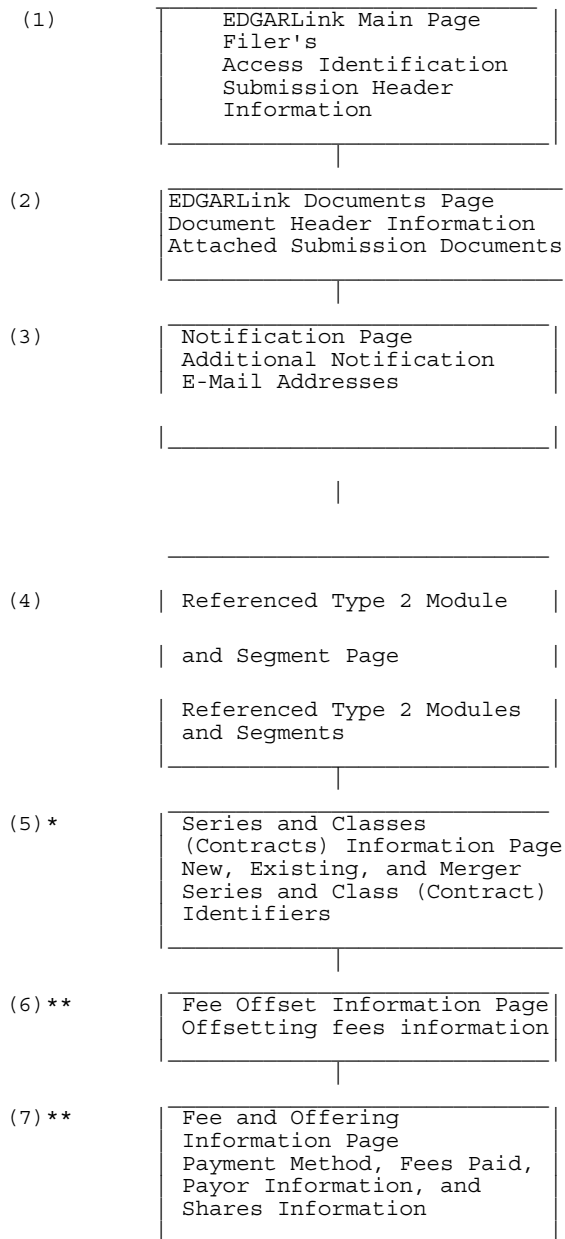 (1) EDGARLink Main Page
Filer's
Access Identification
Submission Header
Information
(2) EDGARLink Documents Page
Document Header Information
Attached Submission Documents
(3) Notification Page
Additional Notification
E-Mail Addresses
(4) Referenced Type 2 Module
and Segment Page
Referenced Type 2 Modules
and Segments
(5)* Series and Classes
(Contracts) Information Page
New, Existing, and Merger
Series and Class (Contract)
Identifiers
(6)** Fee Offset Information Page
Offsetting fees information
(7)** Fee and Offering
Information Page
Payment Method, Fees Paid,
Payor Information, and
Shares Information